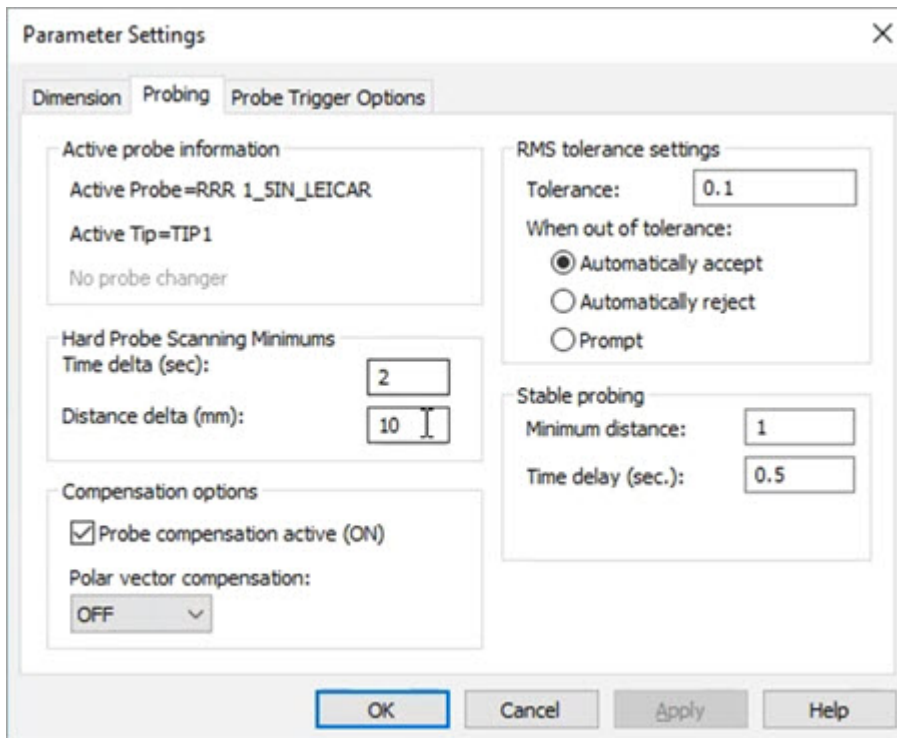 Parameter Settings
Dimension Probing Probe Trigger Options
Active probe information
Active Probe=RRR 1_5IN_LEICAR
Active Tip=TIP1
No probe changer
Hard Probe Scanning Minimums
Time delta (sec): 2
Distance delta (mm): 10
Compensation options
Probe compensation active (ON)
Polar vector compensation:
OFF
RMS tolerance settings
Tolerance: 0.1
When out of tolerance:
Automatically accept
Automatically reject
Prompt
Stable probing
Minimum distance: 1
Time delay (sec.): 0.5
OK Cancel Apply Help